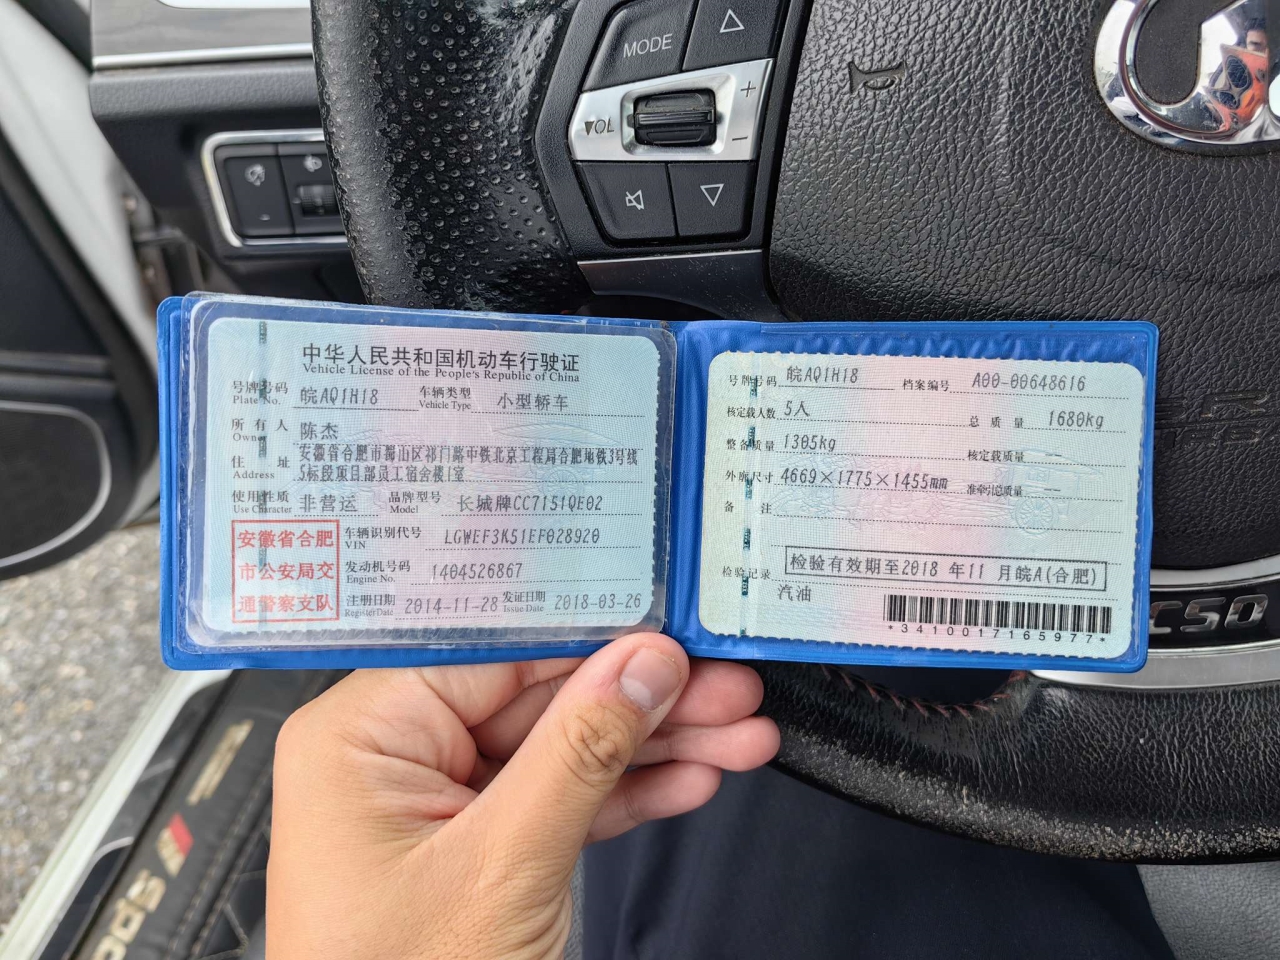 MODE
+
VOL
−
中华人民共和国机动车行驶证
Vehicle License of the People's Republic of China
号牌号码 皖AQ1H18 车辆类型 小型轿车
Plate No. Vehicle Type
所有人 陈杰
Owner
住址 安徽省合肥市蜀山区祁门路中铁北京工程局合肥地铁3号线
Address 5标段项目部员工宿舍楼1室
使用性质 非营运 品牌型号 长城牌CC7151QE02
Use Character Model
安徽省合肥
市公安局交
通警察支队
车辆识别代号 LGWEF3K51EF028920
VIN
发动机号码 1404526867
Engine No.
注册日期 2014-11-28 发证日期 2018-03-26
Register Date Issue Date
号牌号码 皖AQ1H18 档案编号 A00-00648616
核定载人数 5人 总质量 1680kg
整备质量 1305kg 核定载质量 --
外廓尺寸 4669×1775×1455mm 准牵引总质量 --
备注
检验有效期至2018年11月皖A(合肥)
检验记录 汽油
*3410017165977*
C50